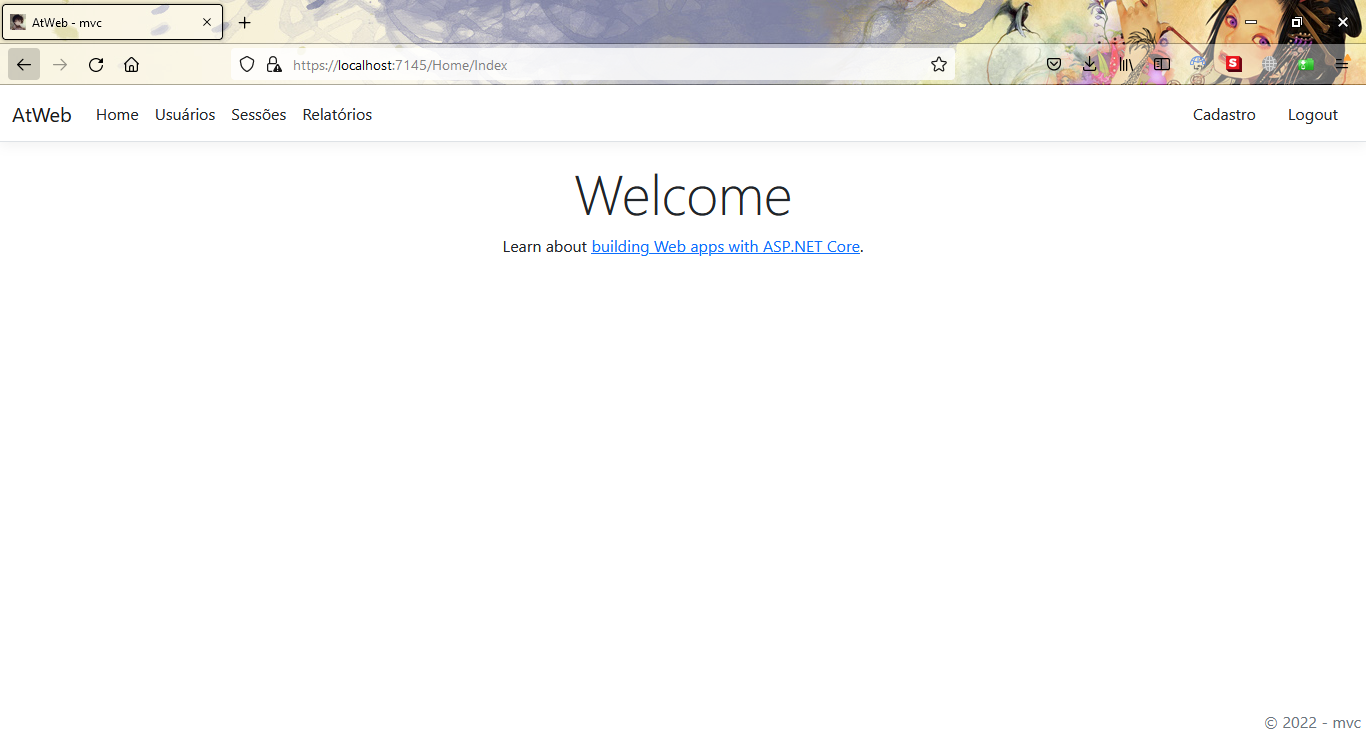 AtWeb - mvc
https://localhost:7145/Home/Index
S
AtWeb Home Usuários Sessões Relatórios Cadastro Logout
Welcome
Learn about building Web apps with ASP.NET Core.
© 2022 - mvc